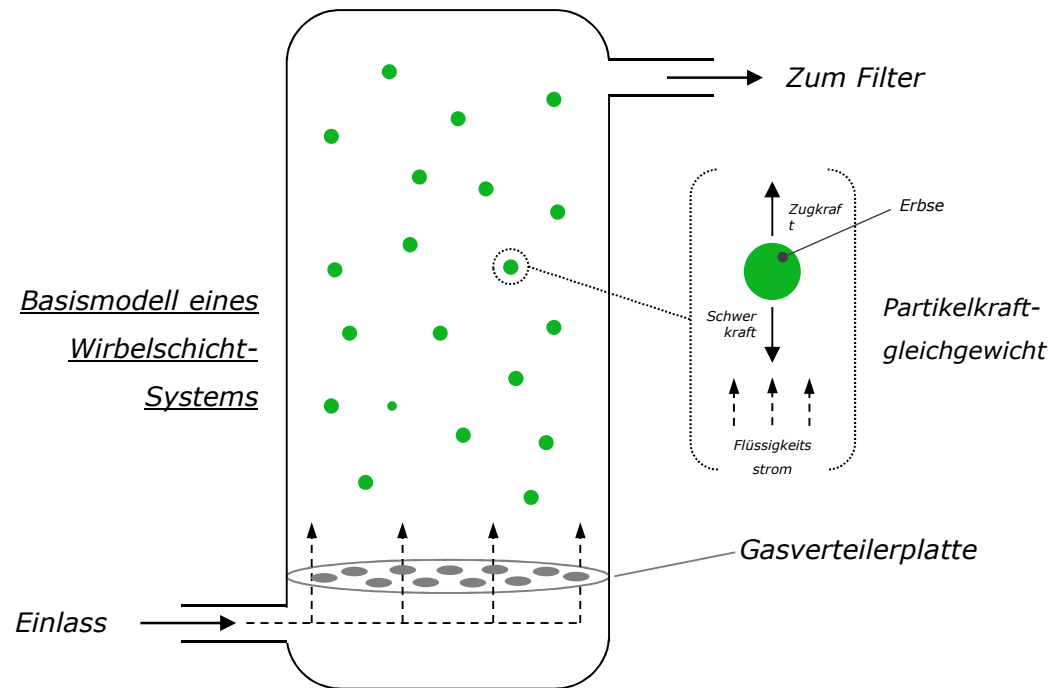 Zum Filter
Zugkraf
t
Erbse
Basismodell eines
Wirbelschicht-
Systems
Schwer
kraft
Partikelkraft-
gleichgewicht
Flüssigkeits
strom
Gasverteilerplatte
Einlass